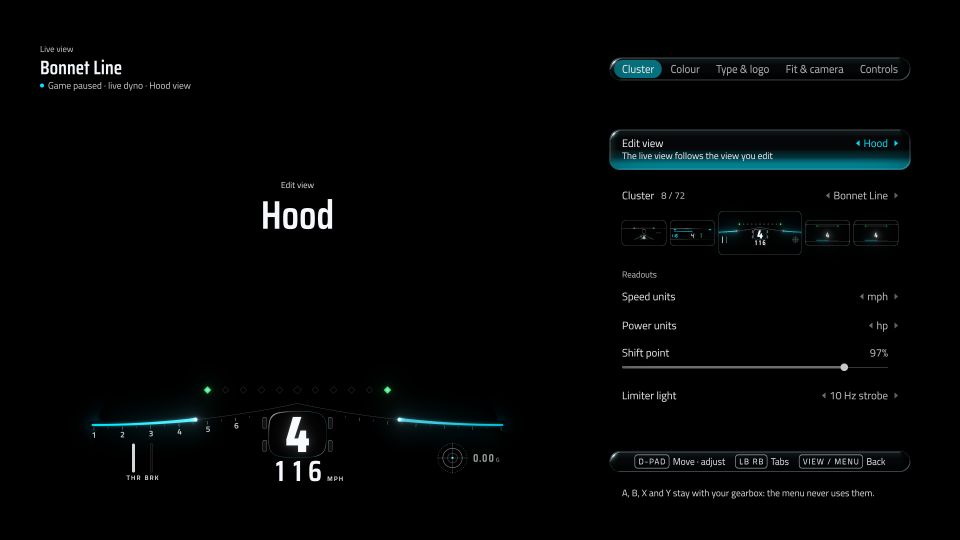 Live view
Bonnet Line
Game paused · live dyno · Hood view
Edit view
Hood
1 2 3 4 5 6
4
116 MPH
THR BRK
0.00 G
Cluster Colour Type & logo Fit & camera Controls
Edit view Hood
The live view follows the view you edit
Cluster 8 / 72 Bonnet Line
4
4
116
4
4
Readouts
Speed units mph
Power units hp
Shift point 97%
Limiter light 10 Hz strobe
D-PAD Move · adjust LB RB Tabs VIEW / MENU Back
A, B, X and Y stay with your gearbox: the menu never uses them.